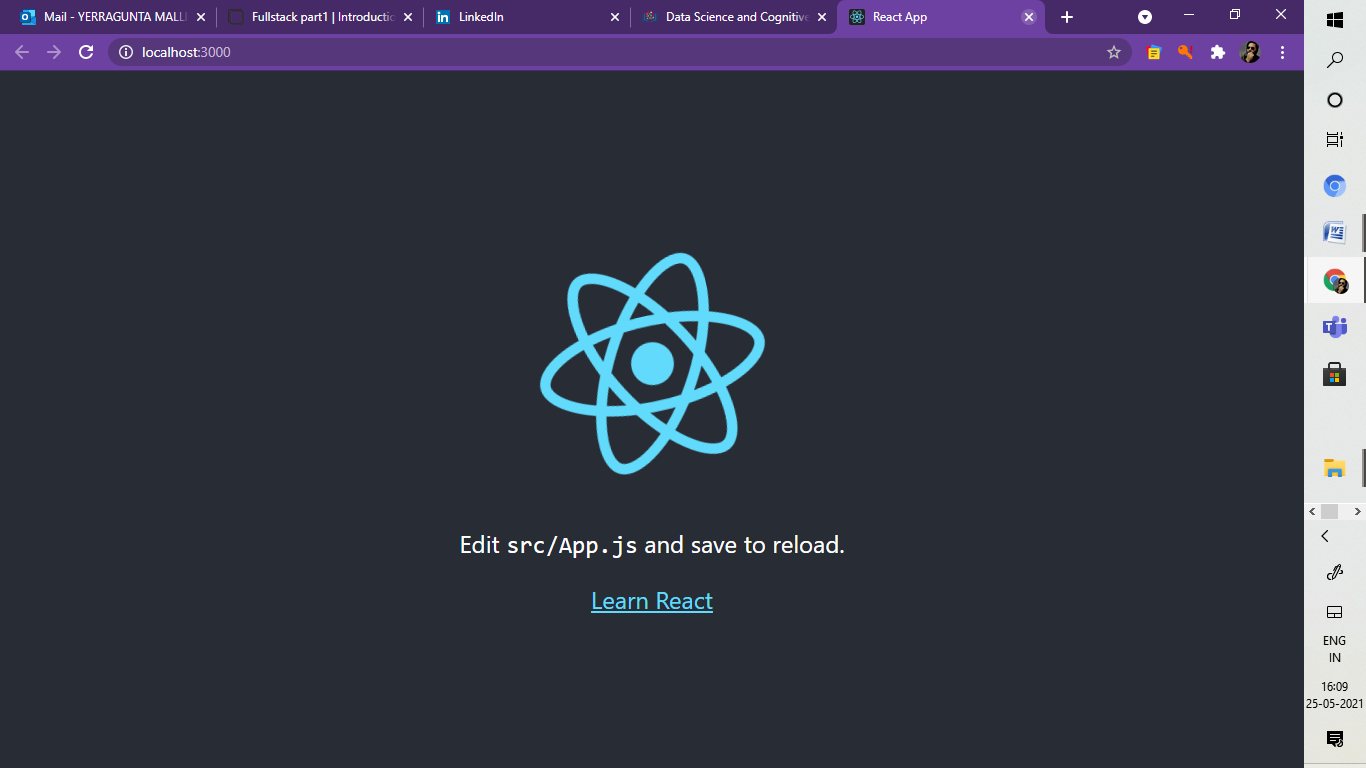 Mail - YERRAGUNTA MALL
Fullstack part1 | Introductio
LinkedIn
Data Science and Cognitive
React App
localhost:3000
Edit src/App.js and save to reload.
Learn React
ENG
IN
16:09
25-05-2021